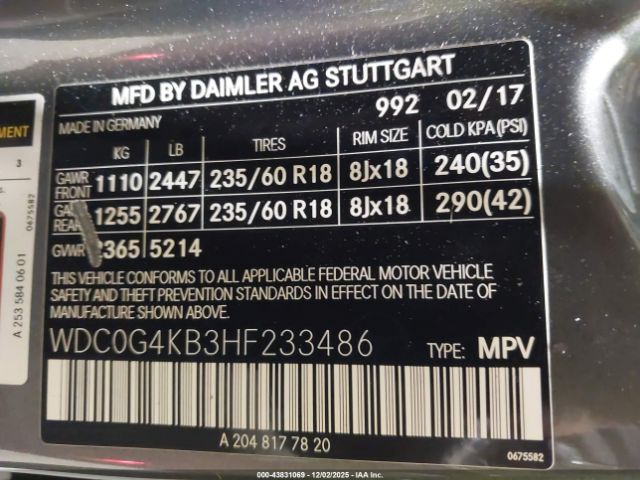 MFD BY DAIMLER AG STUTTGART
992 02/17
MADE IN GERMANY
KG LB TIRES RIM SIZE COLD KPA(PSI)
GAWR FRONT 1110 2447 235/60 R18 8Jx18 240(35)
REAR 1255 2767 235/60 R18 8Jx18 290(42)
GVWR 2365 5214
THIS VEHICLE CONFORMS TO ALL APPLICABLE FEDERAL MOTOR VEHICLE
SAFETY AND THEFT PREVENTION STANDARDS IN EFFECT ON THE DATE OF
MANUFACTURE SHOWN ABOVE.
WDC0G4KB3HF233486 TYPE: MPV
A 204 817 78 20
0675582
MENT
3
0675582
A 253 584 06 01
000-43831069 - 12/02/2025 - IAA Inc.